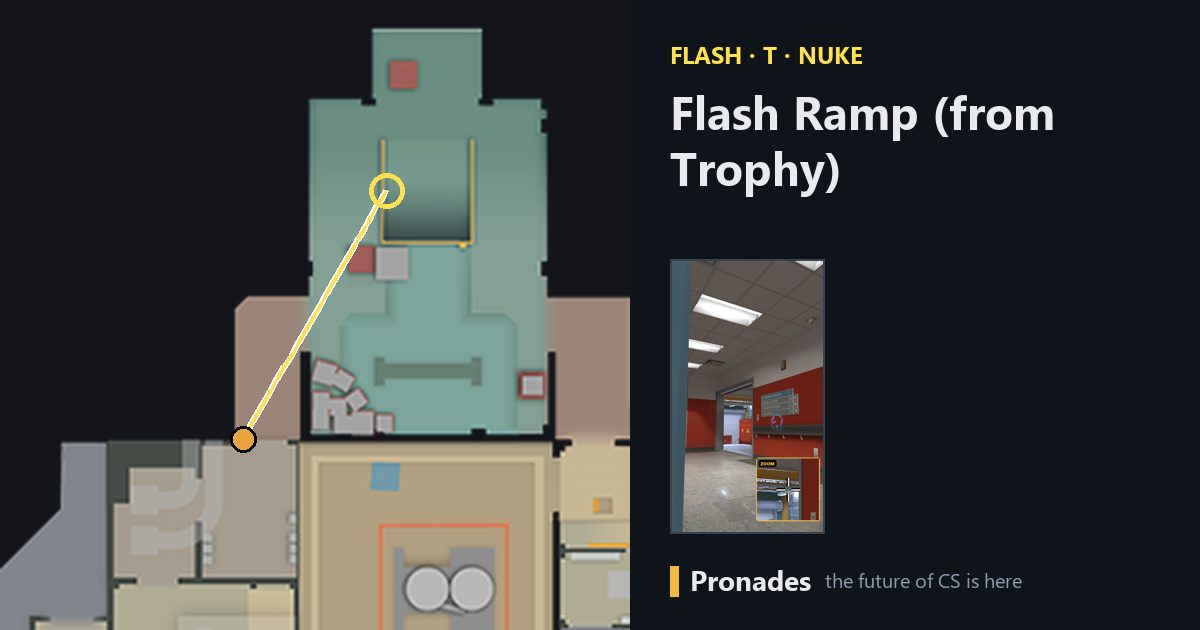 FLASH · T · NUKE
Flash Ramp (from
Trophy)
ZOOM
Pronades the future of CS is here